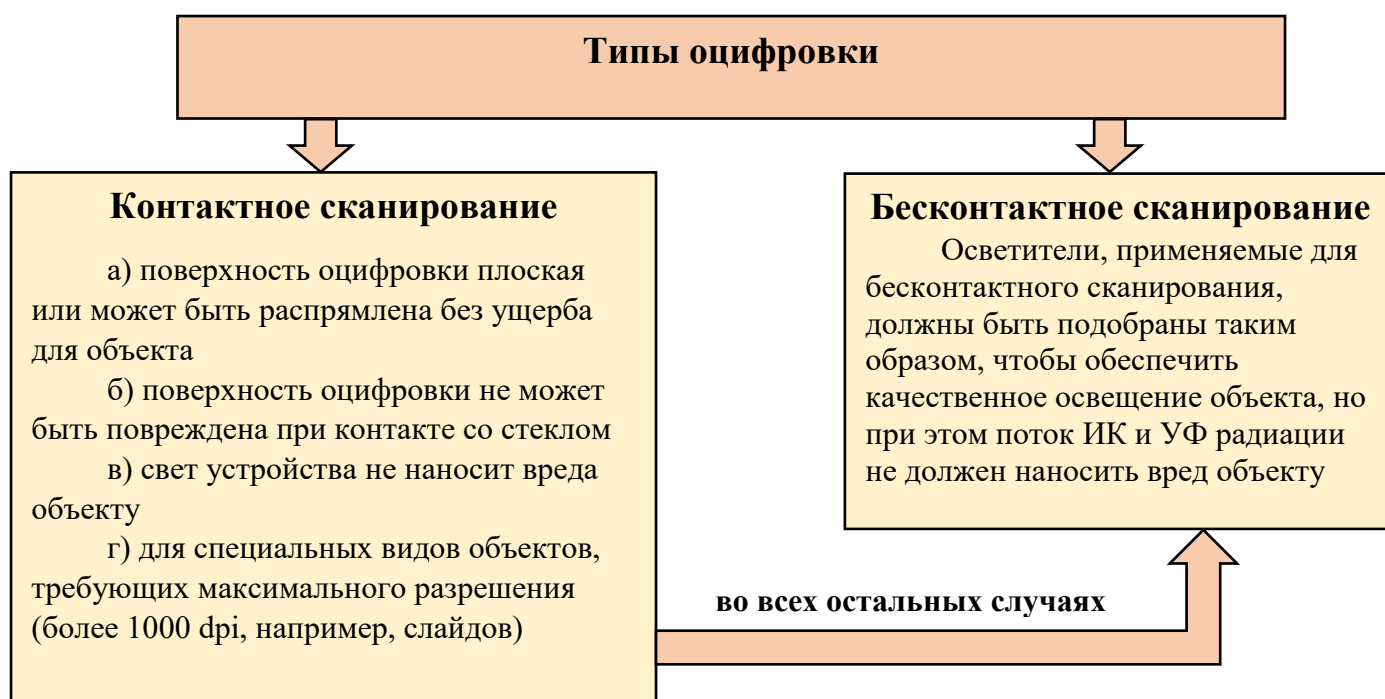 Типы оцифровки
Контактное сканирование
а) поверхность оцифровки плоская
или может быть распрямлена без ущерба
для объекта
б) поверхность оцифровки не может
быть повреждена при контакте со стеклом
в) свет устройства не наносит вреда
объекту
г) для специальных видов объектов,
требующих максимального разрешения
(более 1000 dpi, например, слайдов)
Бесконтактное сканирование
Осветители, применяемые для
бесконтактного сканирования,
должны быть подобраны таким
образом, чтобы обеспечить
качественное освещение объекта, но
при этом поток ИК и УФ радиации
не должен наносить вред объекту
во всех остальных случаях